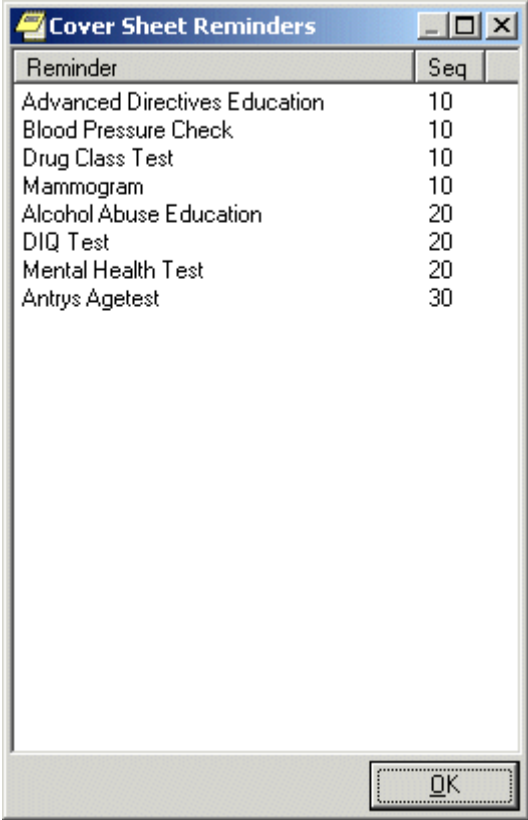 Cover Sheet Reminders
Reminder Seq
Advanced Directives Education 10
Blood Pressure Check 10
Drug Class Test 10
Mammogram 10
Alcohol Abuse Education 20
DIQ Test 20
Mental Health Test 20
Antrys Agetest 30
OK